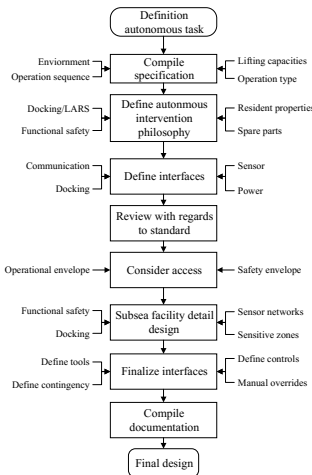 Definition
autonomous task
Enviornment
Operation sequence
Compile
specification
Lifting capacities
Operation type
Docking/LARS
Functional safety
Define autonmous
intervention
philosophy
Resident properties
Spare parts
Communication
Docking
Define interfaces
Sensor
Power
Review with regards
to standard
Operational envelope
Consider access
Safety envelope
Functional safety
Docking
Subsea facility detail
design
Sensor networks
Sensitive zones
Define tools
Define contingency
Finalize interfaces
Define controls
Manual overrides
Compile
documentation
Final design